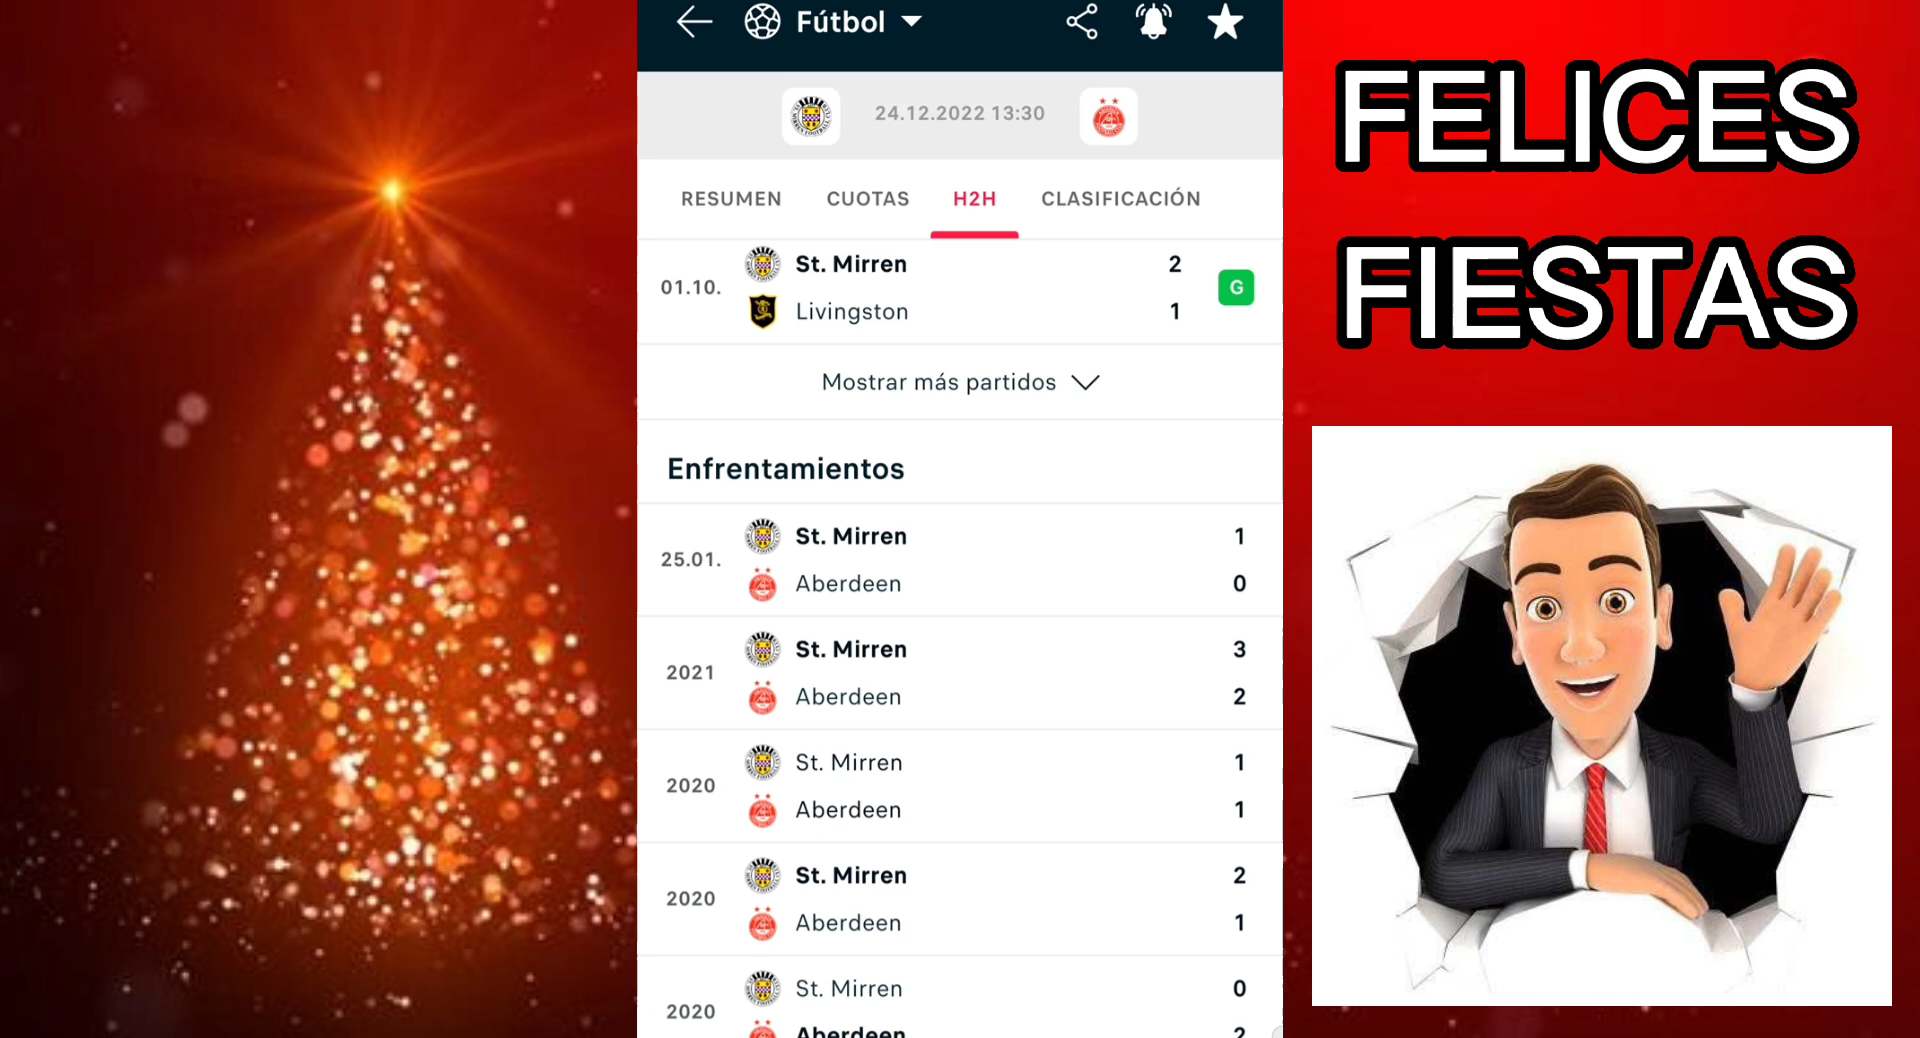 Fútbol
24.12.2022 13:30
RESUMEN CUOTAS H2H CLASIFICACIÓN
01.10.
St. Mirren 2
Livingston 1
G
Mostrar más partidos
Enfrentamientos
25.01.
St. Mirren 1
Aberdeen 0
2021
St. Mirren 3
Aberdeen 2
2020
St. Mirren 1
Aberdeen 1
2020
St. Mirren 2
Aberdeen 1
2020
St. Mirren 0
Aberdeen 2
FELICES
FIESTAS